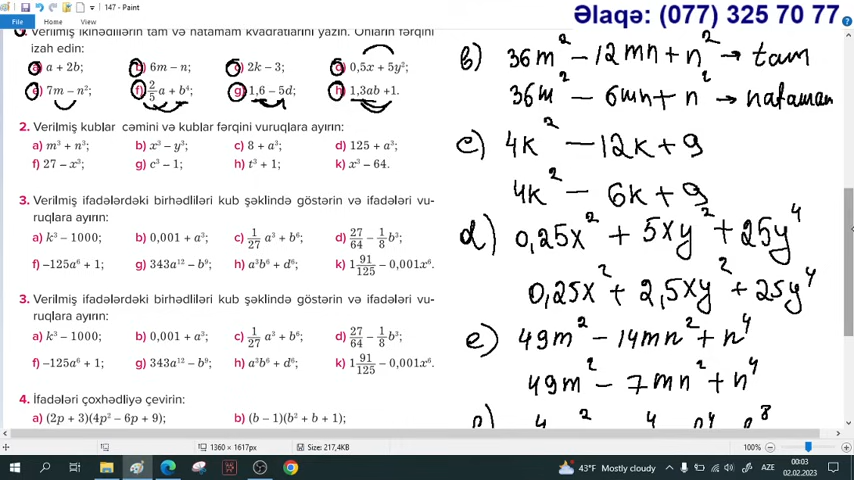 147 - Paint
Əlaqə: (077) 325 70 77
File Home View
Verilmiş ikihədlilərin tam və natamam kvadratlarını yazın. Onların fərqini
izah edin:
a) a + 2b; b) 6m – n; c) 2k – 3; d) 0,5x + 5y²;
e) 7m – n²; f) 2/5 a + b⁴; g) 1,6 – 5d; h) 1,3ab +1.
2. Verilmiş kublar cəmini və kublar fərqini vuruqlara ayırın:
a) m³ + n³; b) x³ – y³; c) 8 + a³; d) 125 + a³;
f) 27 – x³; g) c³ – 1; h) t³ + 1; k) x³ – 64.
3. Verilmiş ifadələrdəki birhədliləri kub şəklində göstərin və ifadələri vu-
ruqlara ayırın:
a) k³ – 1000; b) 0,001 + a³; c) 1/27 a³ + b⁶; d) 27/64 – 1/8 b³;
f) –125a⁶ + 1; g) 343a¹² – b⁹; h) a³b⁶ + d⁶; k) 1 91/125 – 0,001x⁶.
3. Verilmiş ifadələrdəki birhədliləri kub şəklində göstərin və ifadələri vu-
ruqlara ayırın:
a) k³ – 1000; b) 0,001 + a³; c) 1/27 a³ + b⁶; d) 27/64 – 1/8 b³;
f) –125a⁶ + 1; g) 343a¹² – b⁹; h) a³b⁶ + d⁶; k) 1 91/125 – 0,001x⁶.
4. İfadələri çoxhədliyə çevirin:
a) (2p + 3)(4p² – 6p + 9); b) (b – 1)(b² + b + 1);
b) 36m² – 12mn + n² → tam
36m² – 6mn + n² → natamam
c) 4k² – 12k + 9
4k² – 6k + 9
d) 0,25x² + 5xy² + 25y⁴
0,25x² + 2,5xy² + 25y⁴
e) 49m² – 14mn² + n⁴
49m² – 7mn² + n⁴
1360 × 1617px Size: 217,4KB 100%
43°F Mostly cloudy AZE 00:03
02.02.2023